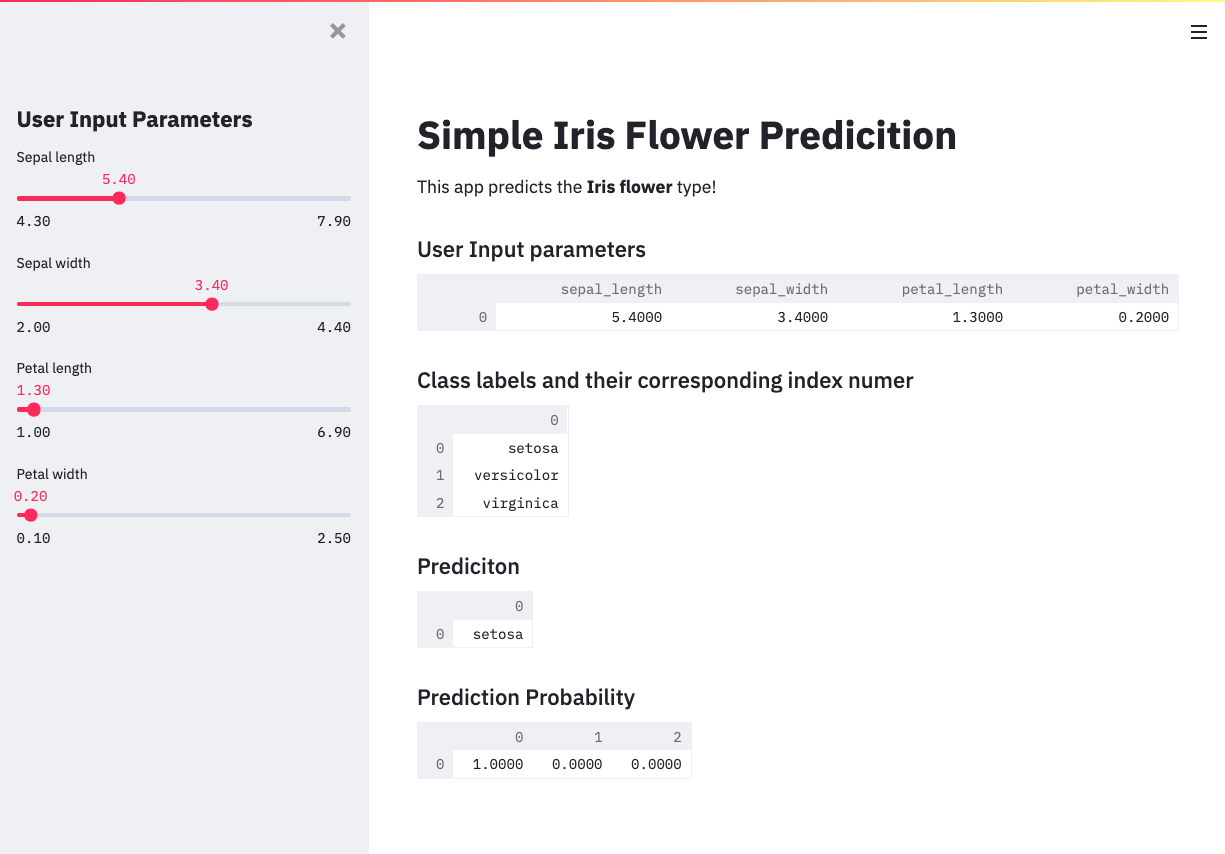 User Input Parameters
Sepal length
5.40
4.30 7.90
Sepal width
3.40
2.00 4.40
Petal length
1.30
1.00 6.90
Petal width
0.20
0.10 2.50
Simple Iris Flower Predicition
This app predicts the Iris flower type!
User Input parameters
sepal_length sepal_width petal_length petal_width
0 5.4000 3.4000 1.3000 0.2000
Class labels and their corresponding index numer
0
0 setosa
1 versicolor
2 virginica
Prediciton
0
0 setosa
Prediction Probability
0 1 2
0 1.0000 0.0000 0.0000